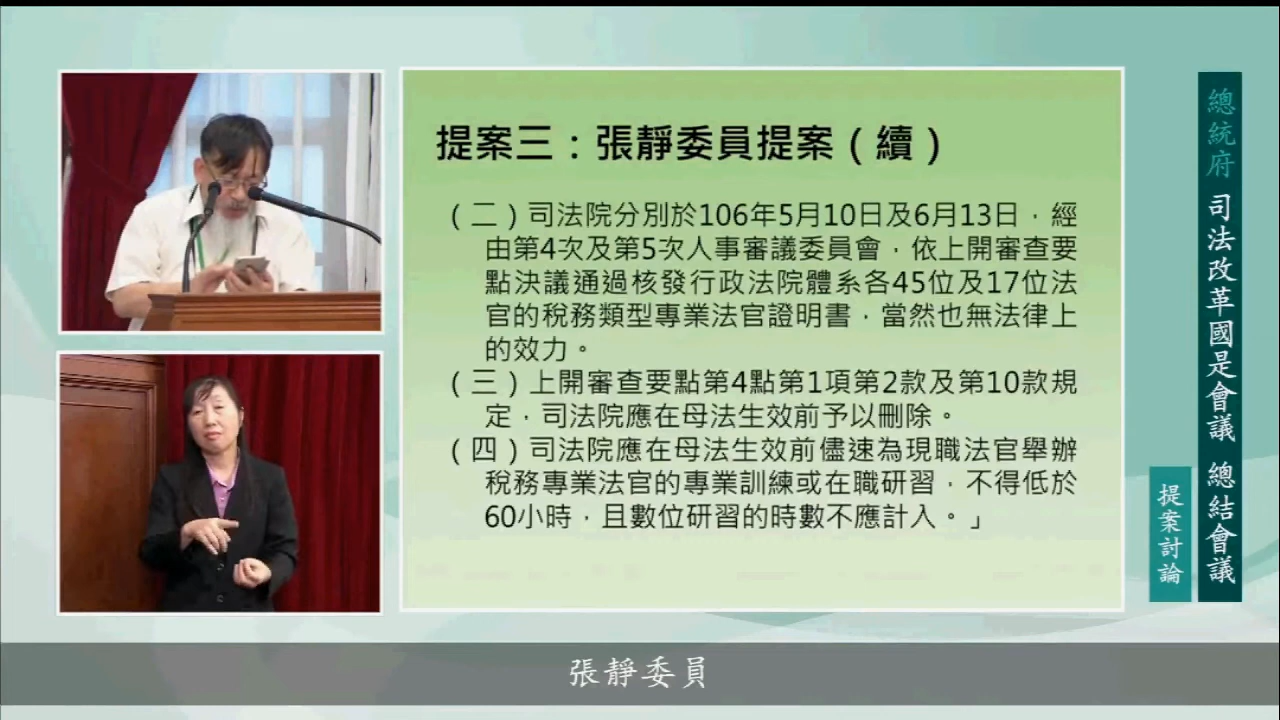 提案三：張靜委員提案（續）
（二）司法院分別於106年5月10日及6月13日，經
由第4次及第5次人事審議委員會，依上開審查要
點決議通過核發行政法院體系各45位及17位法
官的稅務類型專業法官證明書，當然也無法律上
的效力。
（三）上開審查要點第4點第1項第2款及第10款規
定，司法院應在母法生效前予以刪除。
（四）司法院應在母法生效前儘速為現職法官舉辦
稅務專業法官的專業訓練或在職研習，不得低於
60小時，且數位研習的時數不應計入。」
總統府 司法改革國是會議 總結會議
提案討論
張靜委員